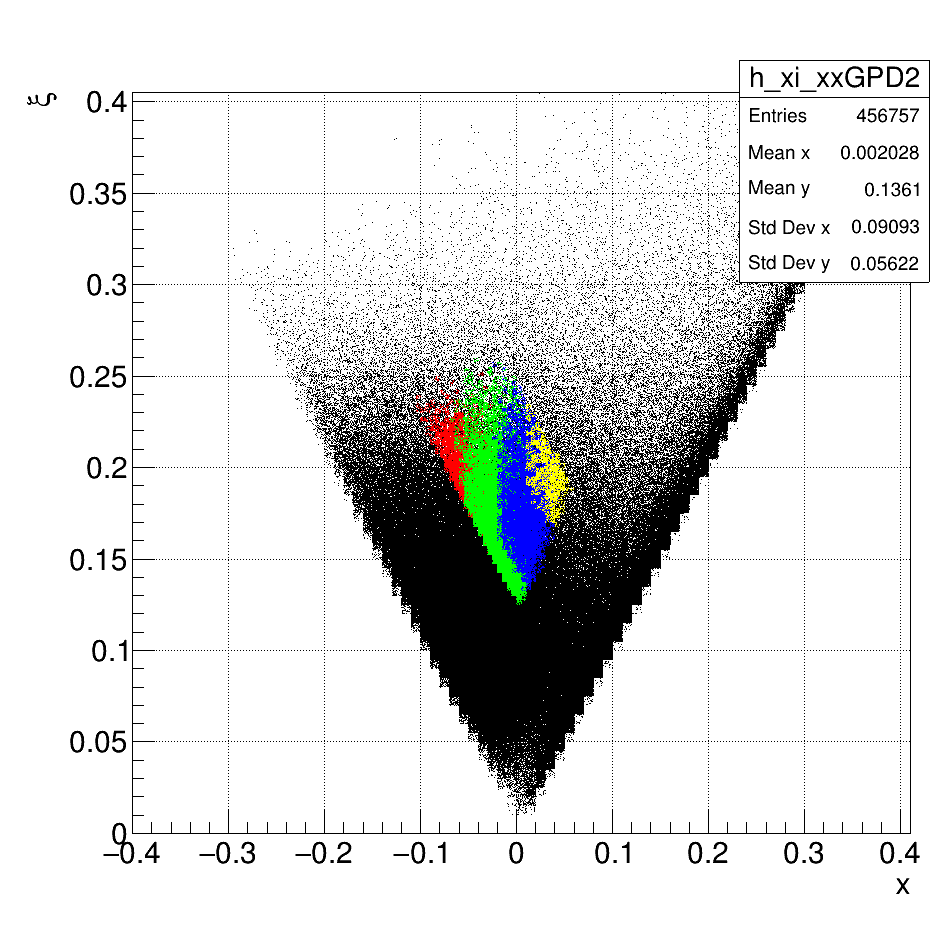 h_xi_xxGPD2
Entries 456757
Mean x 0.002028
Mean y 0.1361
Std Dev x 0.09093
Std Dev y 0.05622
ξ
0.4
0.35
0.3
0.25
0.2
0.15
0.1
0.05
0
−0.4 −0.3 −0.2 −0.1 0 0.1 0.2 0.3 0.4
x